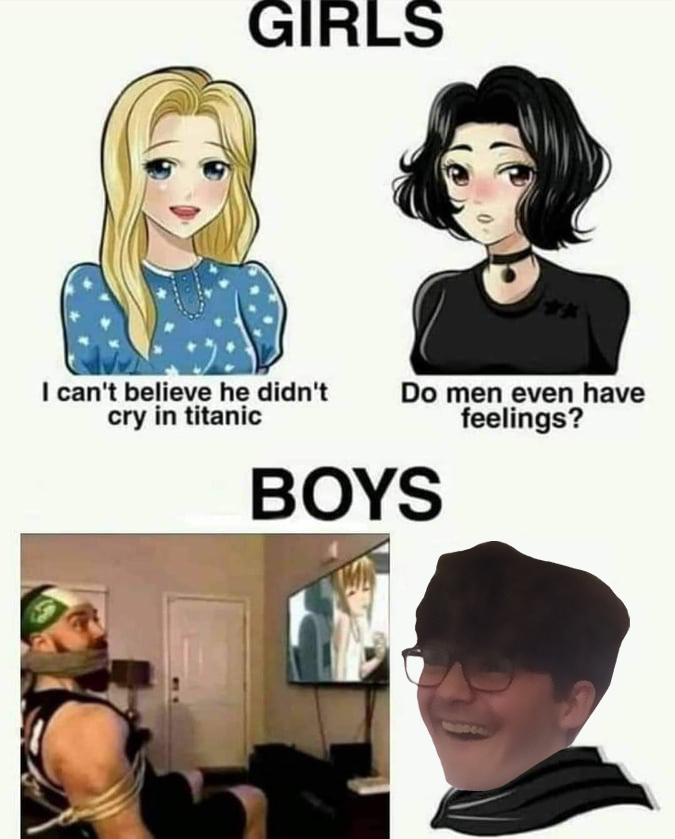 GIRLS
I can't believe he didn't
cry in titanic
Do men even have
feelings?
BOYS